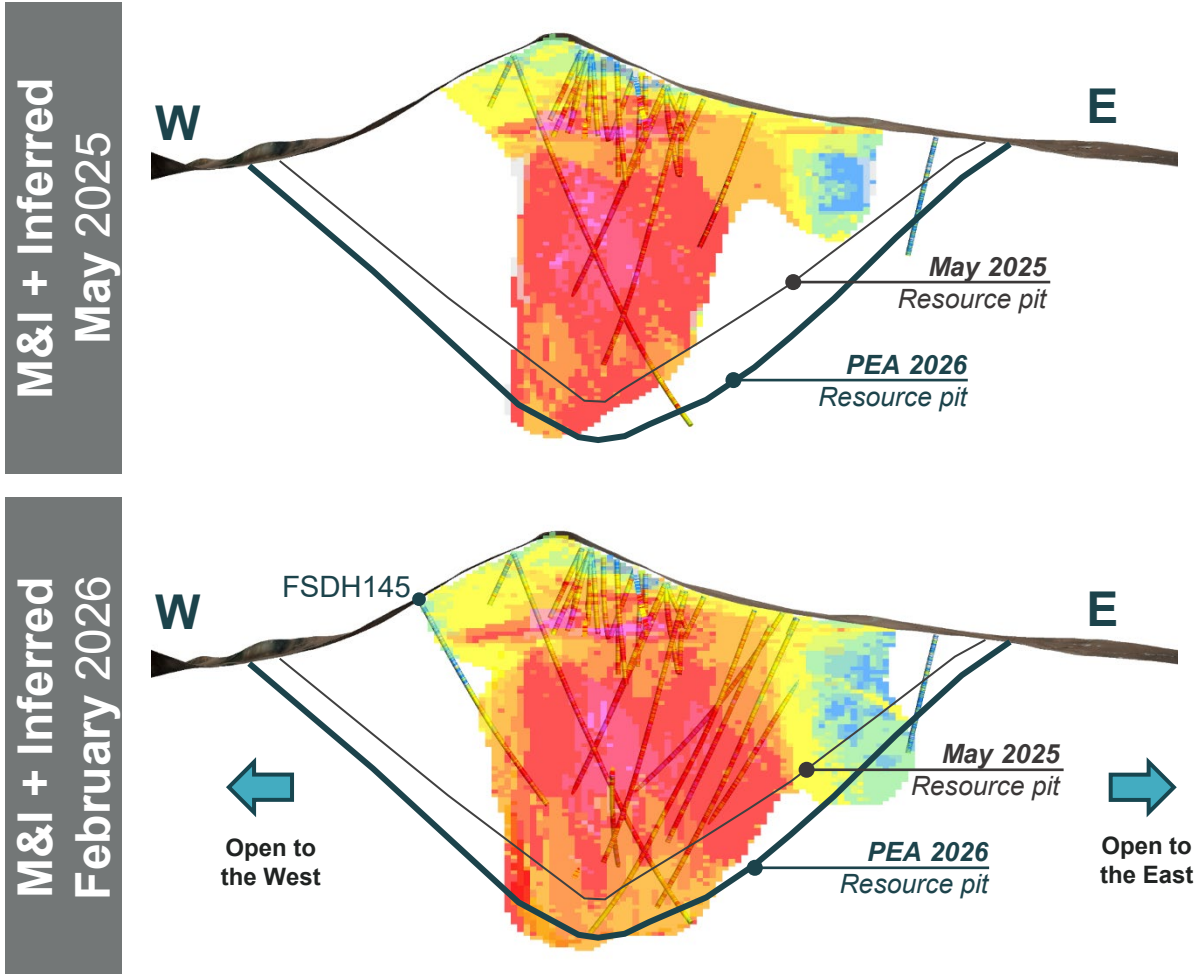 M&I + Inferred
May 2025
W
E
May 2025
Resource pit
PEA 2026
Resource pit
M&I + Inferred
February 2026
FSDH145
W
E
May 2025
Resource pit
Open to
the West
PEA 2026
Resource pit
Open to
the East